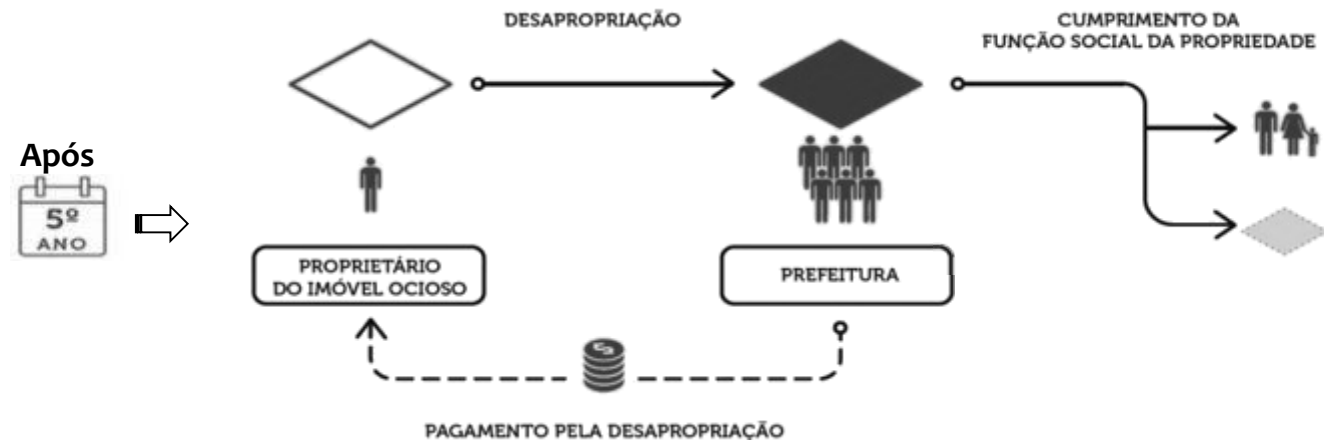 DESAPROPRIAÇÃO
CUMPRIMENTO DA
FUNÇÃO SOCIAL DA PROPRIEDADE
Após
5º
ANO
PROPRIETÁRIO
DO IMÓVEL OCIOSO
PREFEITURA
$
PAGAMENTO PELA DESAPROPRIAÇÃO